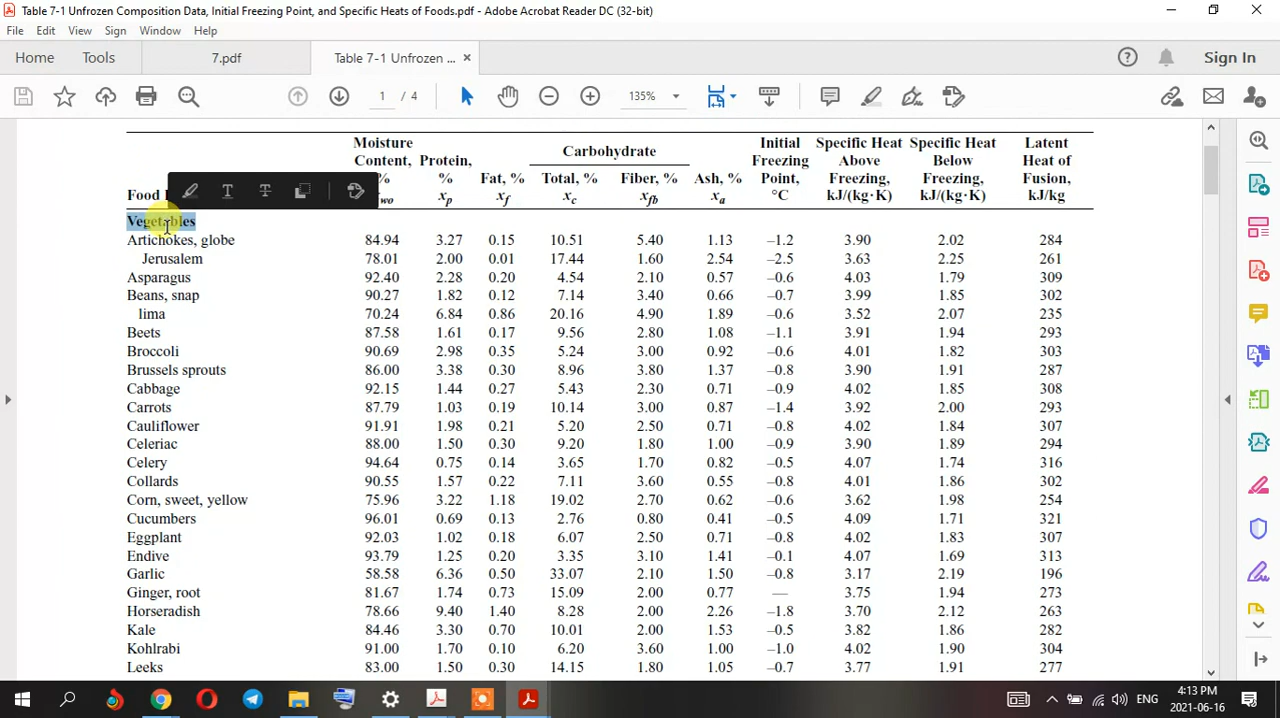 Table 7-1 Unfrozen Composition Data, Initial Freezing Point, and Specific Heats of Foods.pdf - Adobe Acrobat Reader DC (32-bit)
File Edit View Sign Window Help
Home Tools 7.pdf Table 7-1 Unfrozen ... × Sign In
1 / 4 135%
Moisture Initial Specific Heat Specific Heat Latent
Content, Protein, Carbohydrate Freezing Above Below Heat of
% % Fat, % Total, % Fiber, % Ash, % Point, Freezing, Freezing, Fusion,
Food wo xp xf xc xfb xa °C kJ/(kg·K) kJ/(kg·K) kJ/kg
Vegetables
Artichokes, globe 84.94 3.27 0.15 10.51 5.40 1.13 –1.2 3.90 2.02 284
Jerusalem 78.01 2.00 0.01 17.44 1.60 2.54 –2.5 3.63 2.25 261
Asparagus 92.40 2.28 0.20 4.54 2.10 0.57 –0.6 4.03 1.79 309
Beans, snap 90.27 1.82 0.12 7.14 3.40 0.66 –0.7 3.99 1.85 302
lima 70.24 6.84 0.86 20.16 4.90 1.89 –0.6 3.52 2.07 235
Beets 87.58 1.61 0.17 9.56 2.80 1.08 –1.1 3.91 1.94 293
Broccoli 90.69 2.98 0.35 5.24 3.00 0.92 –0.6 4.01 1.82 303
Brussels sprouts 86.00 3.38 0.30 8.96 3.80 1.37 –0.8 3.90 1.91 287
Cabbage 92.15 1.44 0.27 5.43 2.30 0.71 –0.9 4.02 1.85 308
Carrots 87.79 1.03 0.19 10.14 3.00 0.87 –1.4 3.92 2.00 293
Cauliflower 91.91 1.98 0.21 5.20 2.50 0.71 –0.8 4.02 1.84 307
Celeriac 88.00 1.50 0.30 9.20 1.80 1.00 –0.9 3.90 1.89 294
Celery 94.64 0.75 0.14 3.65 1.70 0.82 –0.5 4.07 1.74 316
Collards 90.55 1.57 0.22 7.11 3.60 0.55 –0.8 4.01 1.86 302
Corn, sweet, yellow 75.96 3.22 1.18 19.02 2.70 0.62 –0.6 3.62 1.98 254
Cucumbers 96.01 0.69 0.13 2.76 0.80 0.41 –0.5 4.09 1.71 321
Eggplant 92.03 1.02 0.18 6.07 2.50 0.71 –0.8 4.02 1.83 307
Endive 93.79 1.25 0.20 3.35 3.10 1.41 –0.1 4.07 1.69 313
Garlic 58.58 6.36 0.50 33.07 2.10 1.50 –0.8 3.17 2.19 196
Ginger, root 81.67 1.74 0.73 15.09 2.00 0.77 — 3.75 1.94 273
Horseradish 78.66 9.40 1.40 8.28 2.00 2.26 –1.8 3.70 2.12 263
Kale 84.46 3.30 0.70 10.01 2.00 1.53 –0.5 3.82 1.86 282
Kohlrabi 91.00 1.70 0.10 6.20 3.60 1.00 –1.0 4.02 1.90 304
Leeks 83.00 1.50 0.30 14.15 1.80 1.05 –0.7 3.77 1.91 277
ENG 4:13 PM
2021-06-16